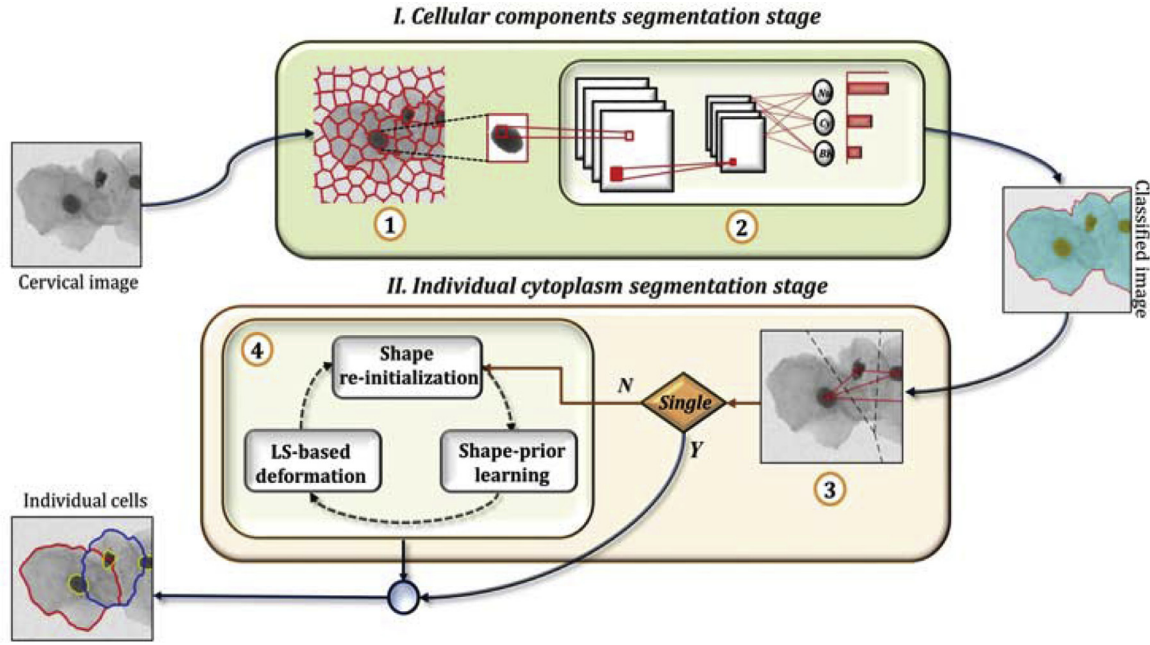 I. Cellular components segmentation stage
Nu
Cy
BK
1
2
Cervical image
Classified image
II. Individual cytoplasm segmentation stage
4
Shape
re-initialization
N
Single
Y
LS-based
deformation
Shape-prior
learning
3
Individual cells